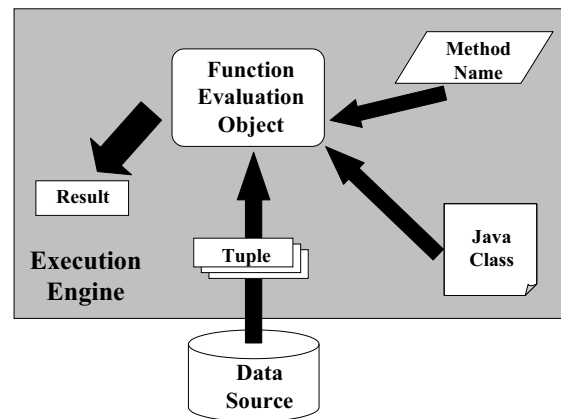 Function
Evaluation
Object
Method
Name
Result
Tuple
Java
Class
Execution
Engine
Data
Source